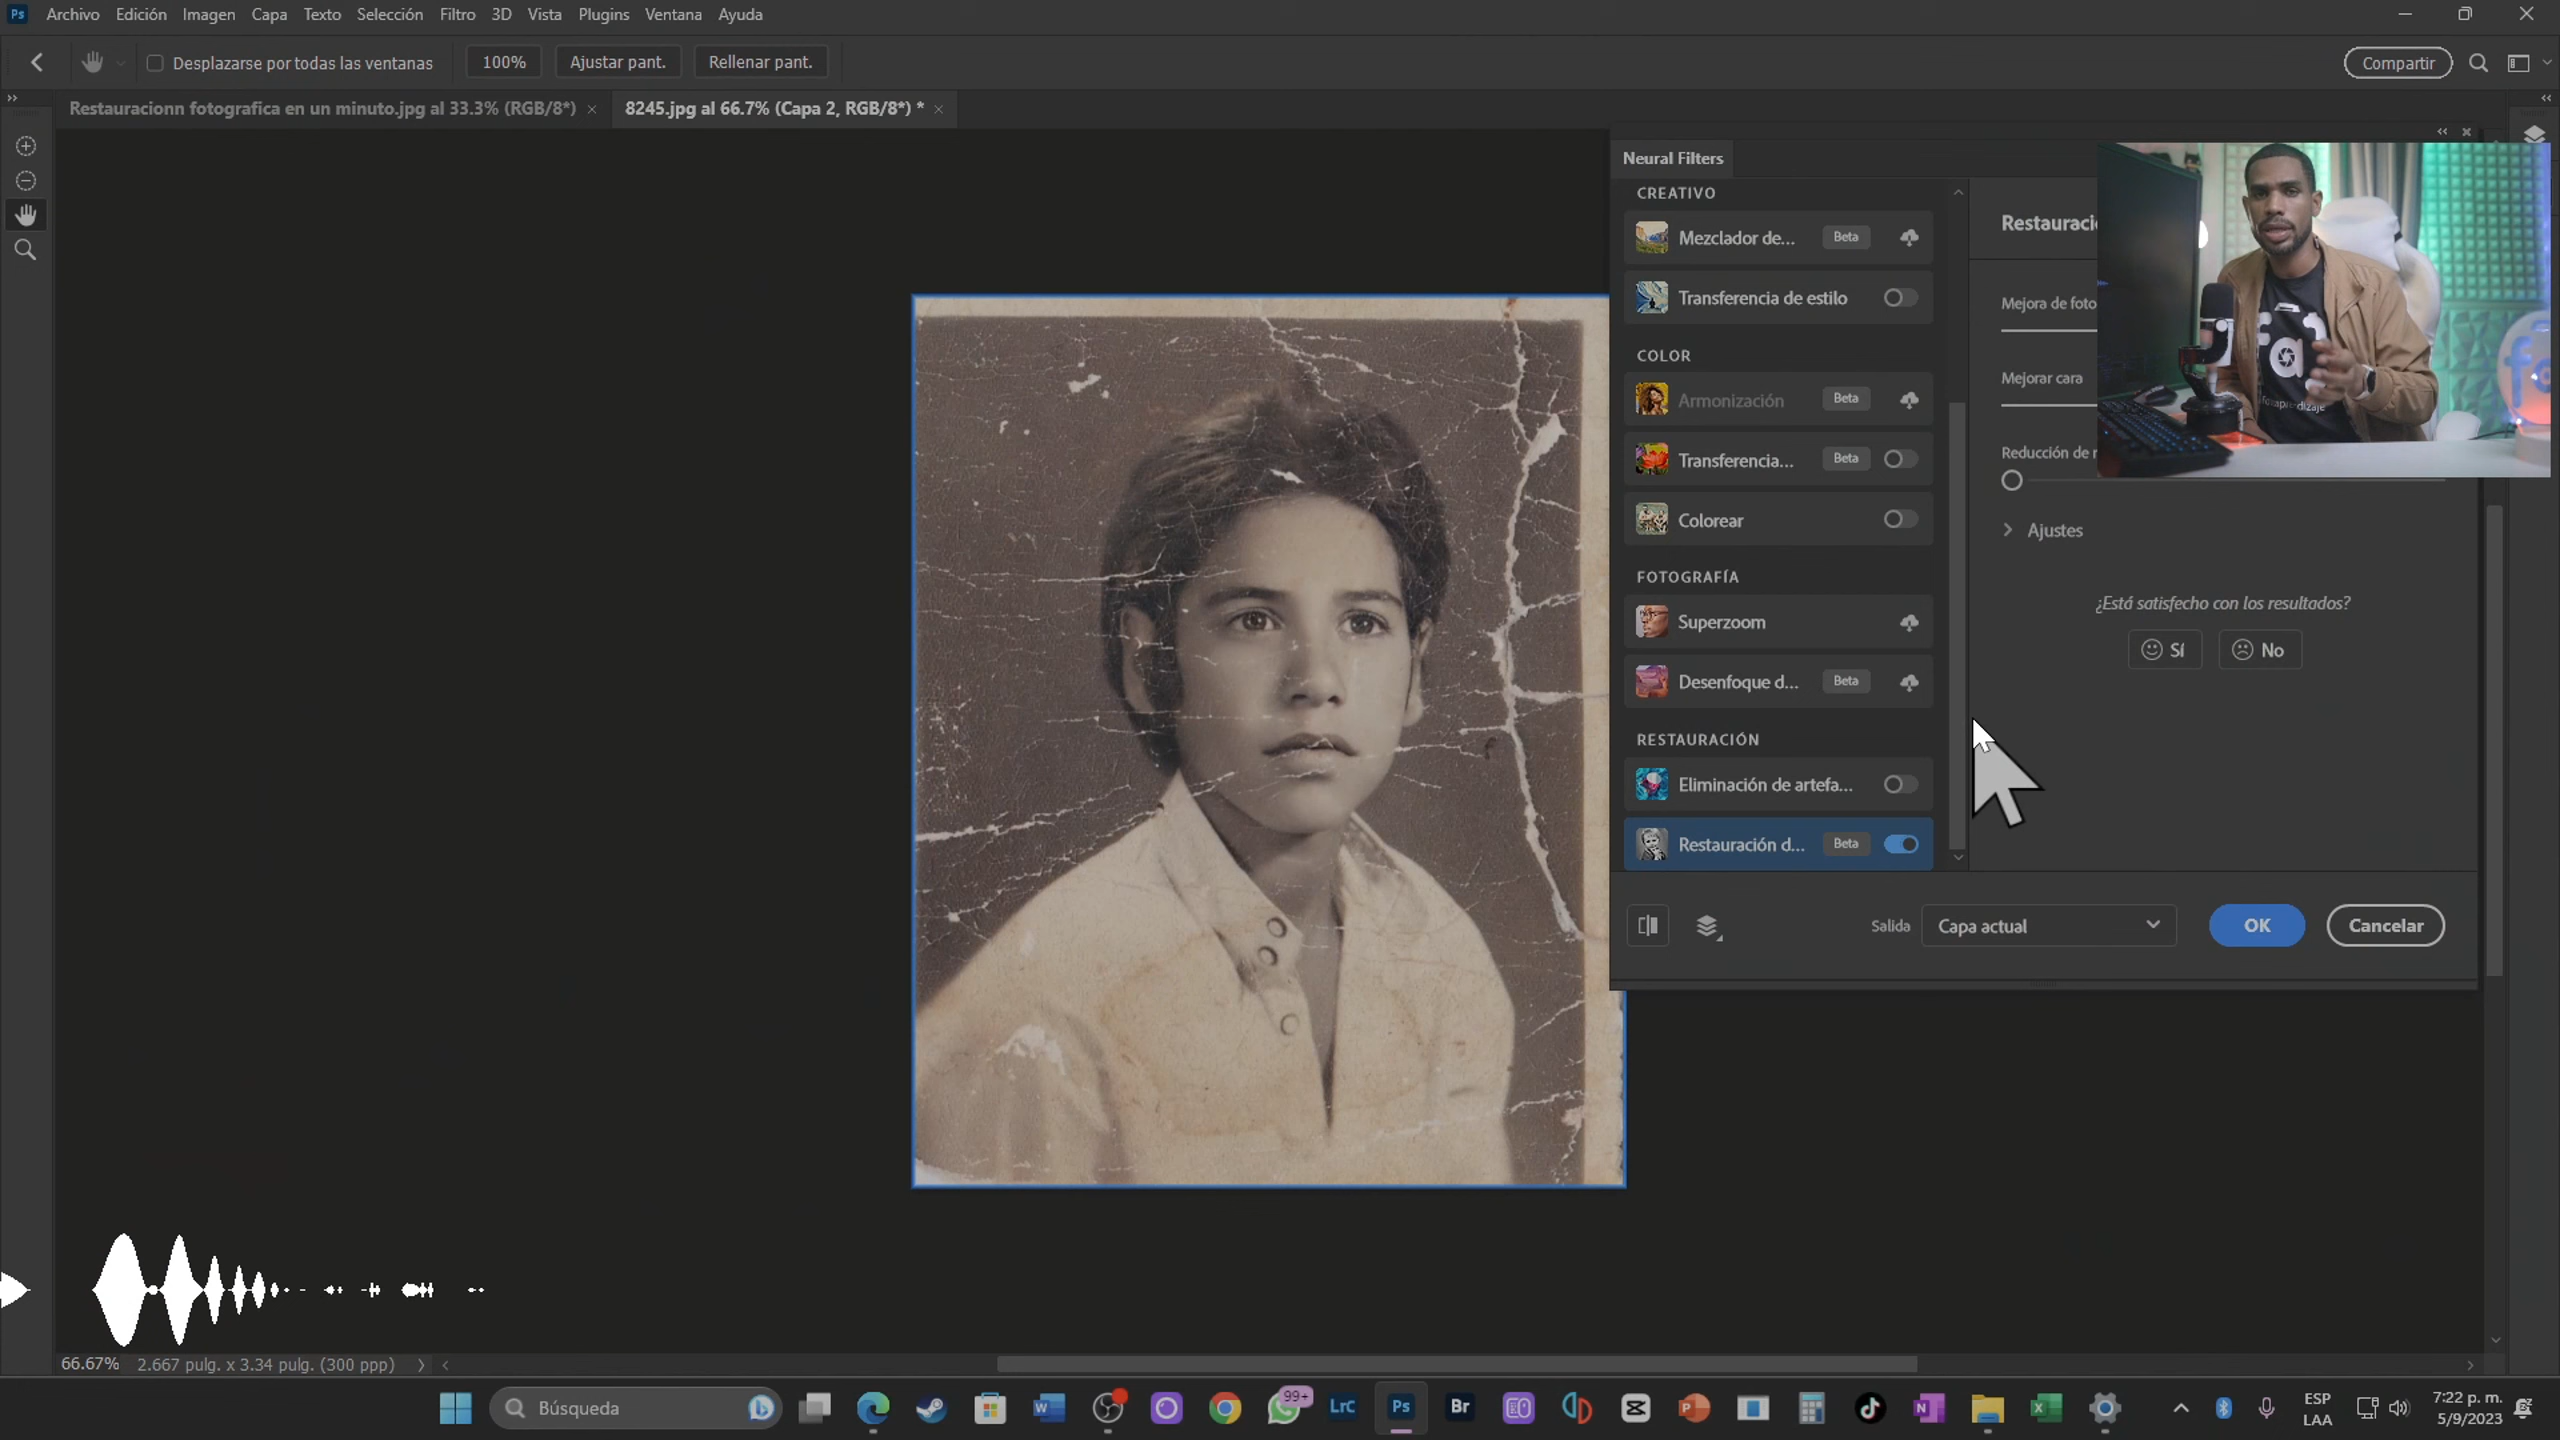 Ps Archivo Edición Imagen Capa Texto Selección Filtro 3D Vista Plugins Ventana Ayuda
Desplazarse por todas las ventanas 100% Ajustar pant. Rellenar pant. Compartir
Restauracionn fotografica en un minuto.jpg al 33.3% (RGB/8*) × 8245.jpg al 66.7% (Capa 2, RGB/8*) * ×
Neural Filters
CREATIVO
Mezclador de... Beta
Transferencia de estilo
COLOR
Armonización Beta
Transferencia... Beta
Colorear
FOTOGRAFÍA
Superzoom
Desenfoque d... Beta
RESTAURACIÓN
Eliminación de artefa...
Restauración d... Beta
Restauraci
Mejora de foto
Mejorar cara
Reducción de r
Ajustes
¿Está satisfecho con los resultados?
Sí No
Salida Capa actual OK Cancelar
66.67% 2.667 pulg. x 3.34 pulg. (300 ppp)
Búsqueda 99+ LrC Ps Br
ESP
LAA
7:22 p. m.
5/9/2023